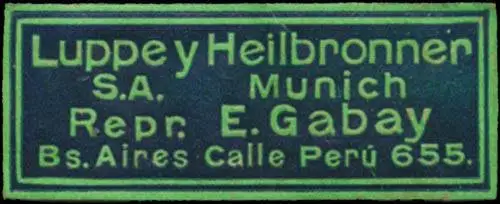 Luppe y Heilbronner
S.A. Munich
Repr. E. Gabay
Bs. Aires Calle Perú 655.